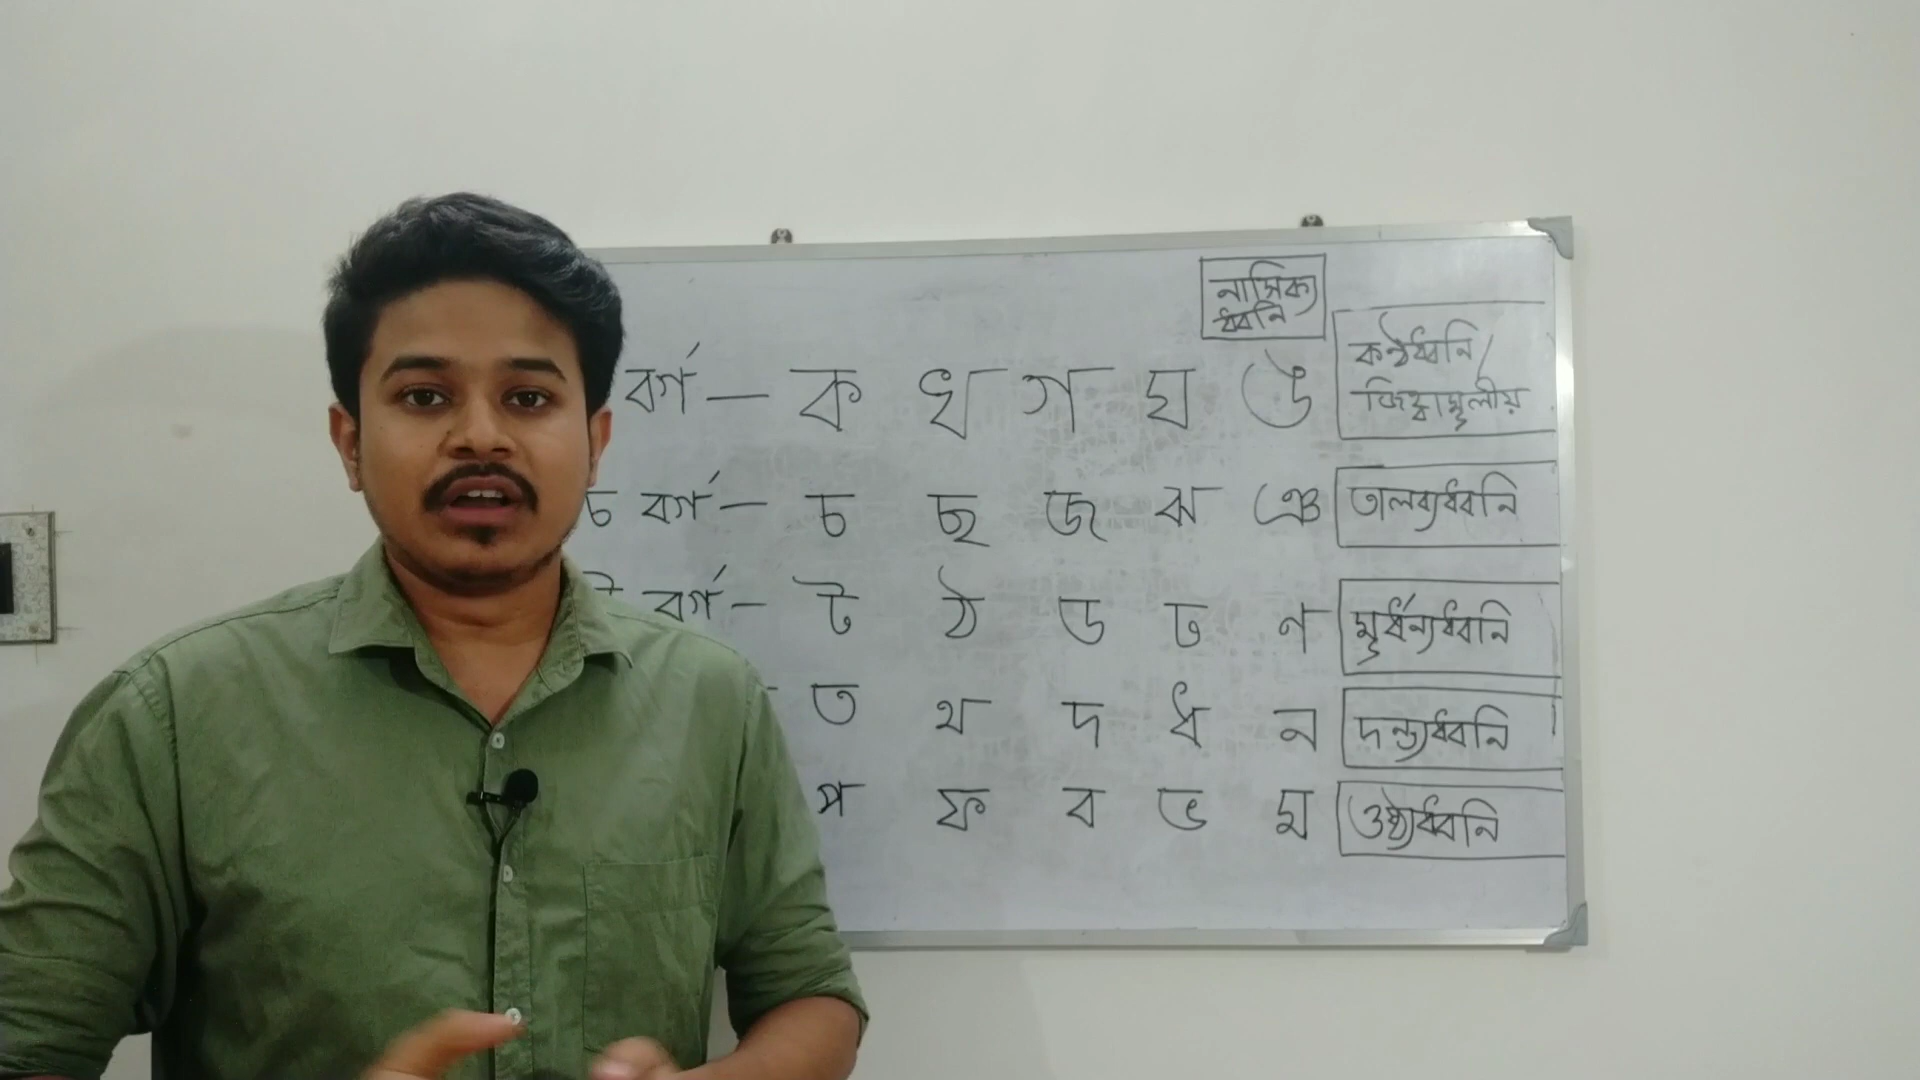 নাসিক্য
ধ্বনি
বর্গ — ক খ গ ঘ ঙ
কণ্ঠধ্বনি/
জিহ্বামূলীয়
চ বর্গ — চ ছ জ ঝ ঞ
তালব্যধ্বনি
ট বর্গ — ট ঠ ড ঢ ণ
মূর্ধন্যধ্বনি
- ত থ দ ধ ন
দন্ত্যধ্বনি
প ফ ব ভ ম
ওষ্ঠ্যধ্বনি